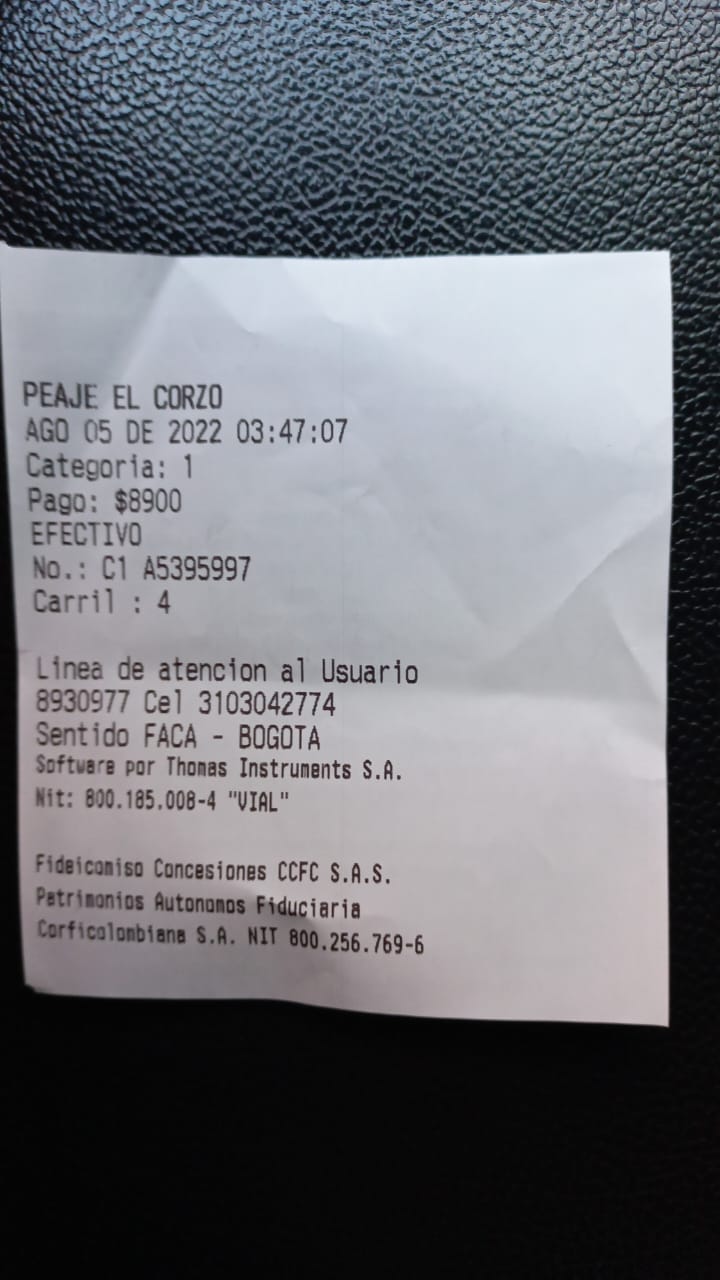 PEAJE EL CORZO
AGO 05 DE 2022 03:47:07
Categoria: 1
Pago: $8900
EFECTIVO
No.: C1 A5395997
Carril : 4
Linea de atencion al Usuario
8930977 Cel 3103042774
Sentido FACA - BOGOTA
Software por Thomas Instruments S.A.
Nit: 800.185.008-4 "VIAL"
Fideicomiso Concesiones CCFC S.A.S.
Patrimonios Autonomos Fiduciaria
Corficolombiana S.A. NIT 800.256.769-6